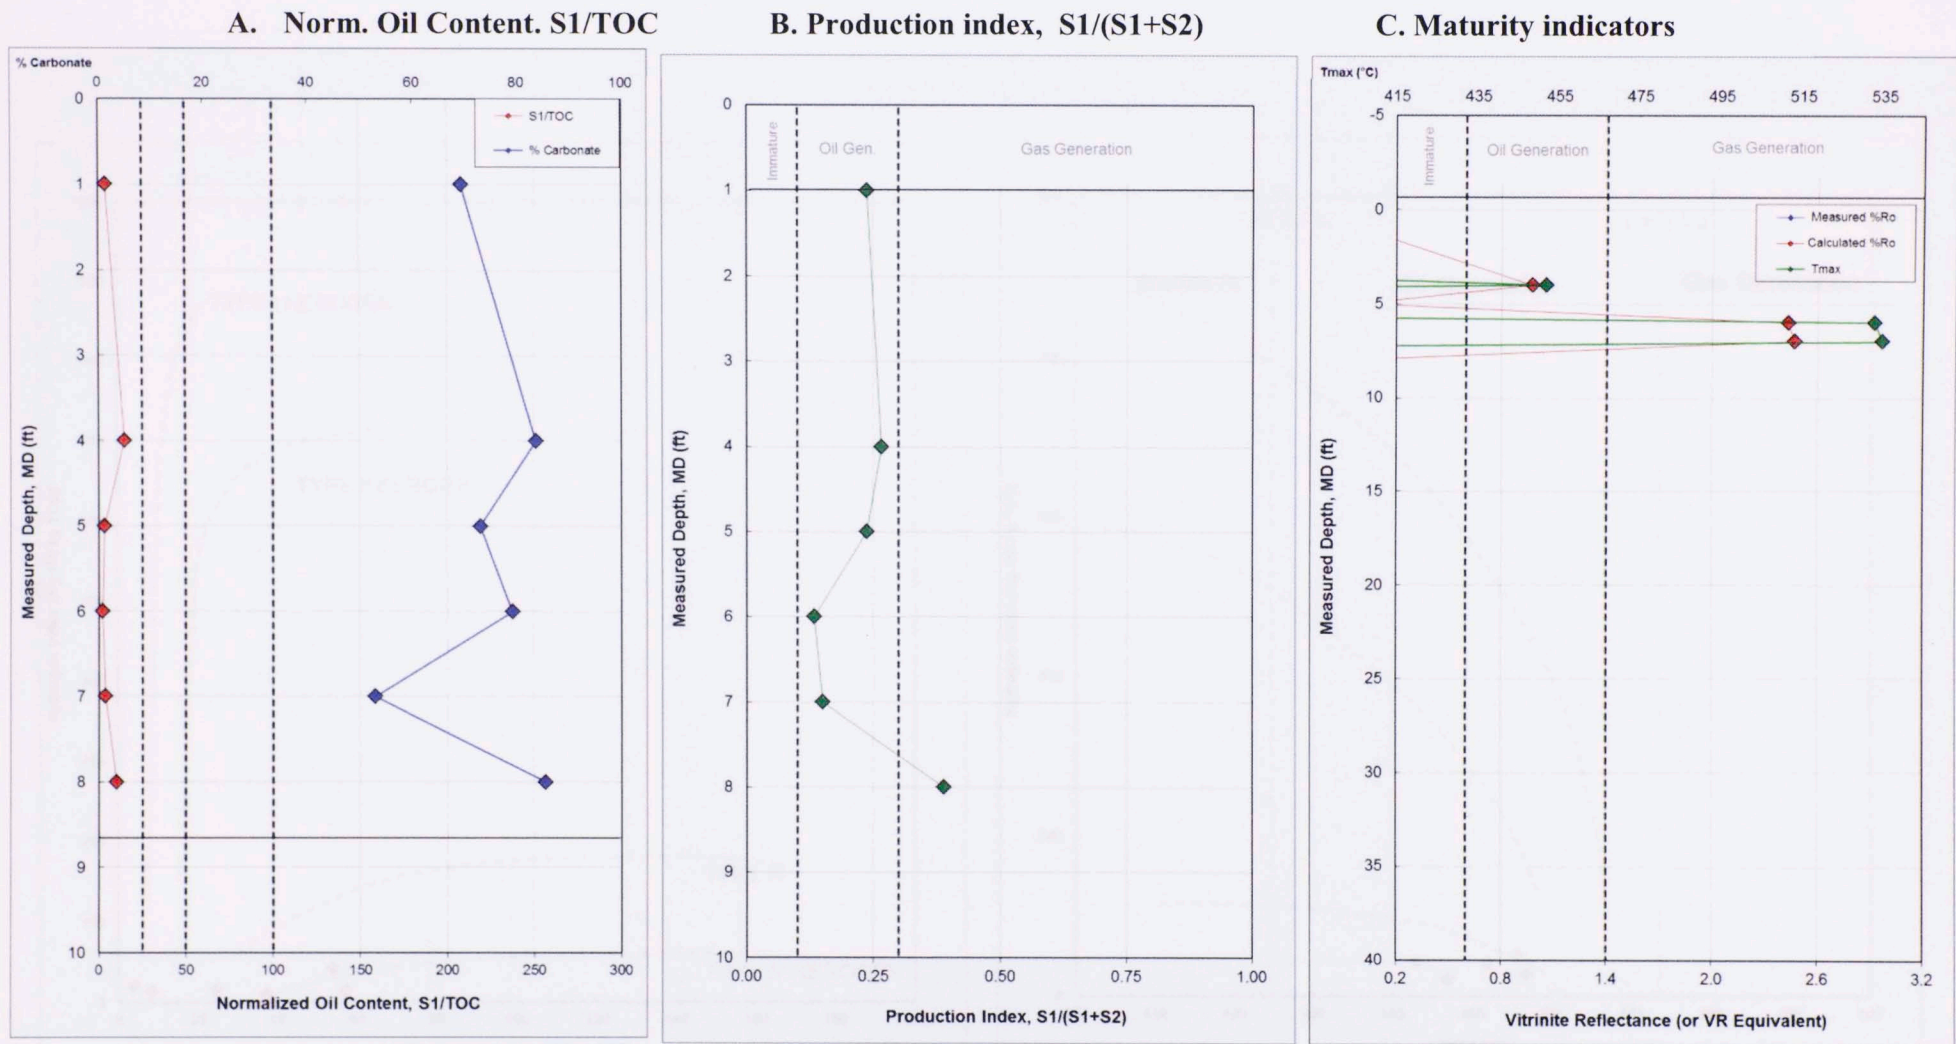 A. Norm. Oil Content. S1/TOC
% Carbonate
0 20 40 60 80 100
S1/TOC
% Carbonate
0
1
2
3
4
5
6
7
8
9
10
Measured Depth, MD (ft)
0 50 100 150 200 250 300
Normalized Oil Content, S1/TOC
B. Production index, S1/(S1+S2)
Immature
Oil Gen.
Gas Generation
0
1
2
3
4
5
6
7
8
9
10
Measured Depth, MD (ft)
0.00 0.25 0.50 0.75 1.00
Production Index, S1/(S1+S2)
C. Maturity indicators
Tmax (°C)
415 435 455 475 495 515 535
Immature
Oil Generation
Gas Generation
Measured %Ro
Calculated %Ro
Tmax
-5
0
5
10
15
20
25
30
35
40
Measured Depth, MD (ft)
0.2 0.8 1.4 2.0 2.6 3.2
Vitrinite Reflectance (or VR Equivalent)